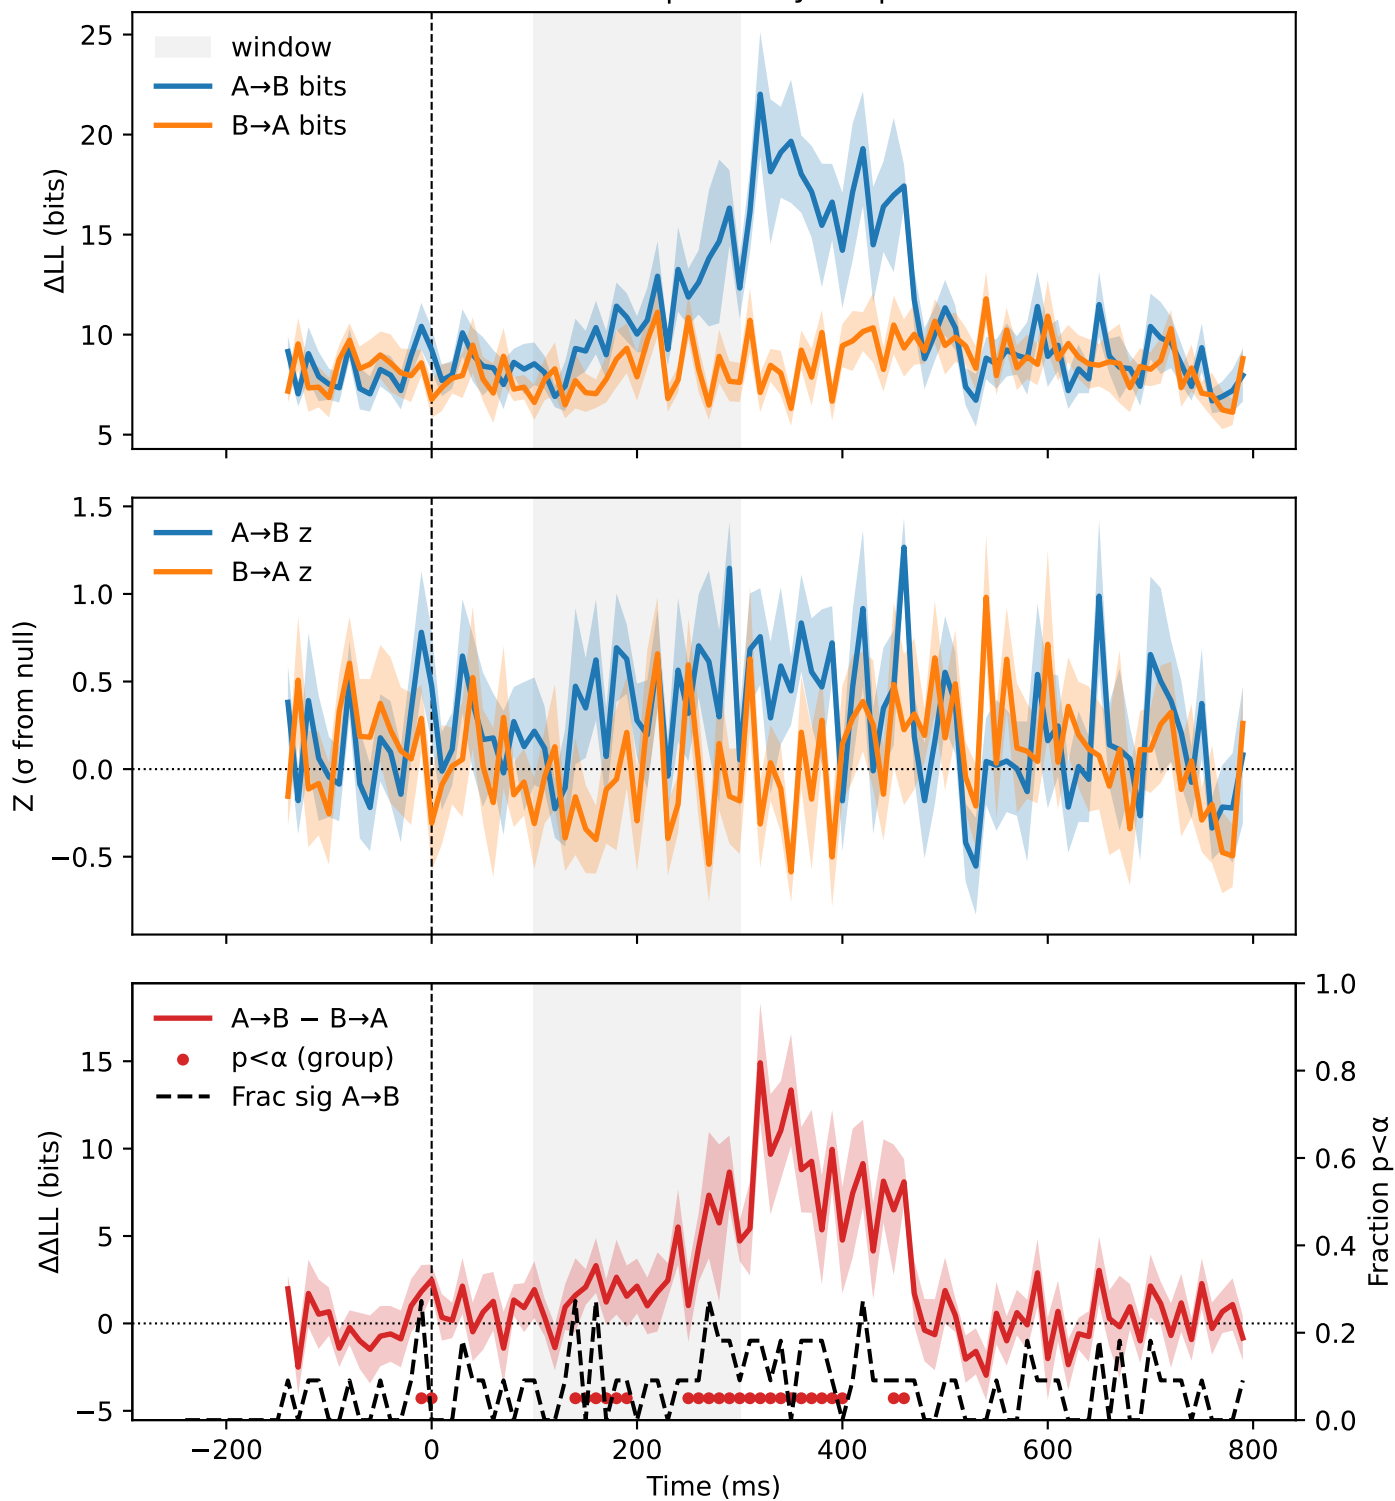 25
20
15
10
5
ΔLL (bits)
window
A→B bits
B→A bits
1.5
1.0
0.5
0.0
−0.5
Z (σ from null)
A→B z
B→A z
15
10
5
0
−5
ΔΔLL (bits)
A→B − B→A
p<α (group)
Frac sig A→B
1.0
0.8
0.6
0.4
0.2
0.0
Fraction p<α
−200
0
200
400
600
800
Time (ms)